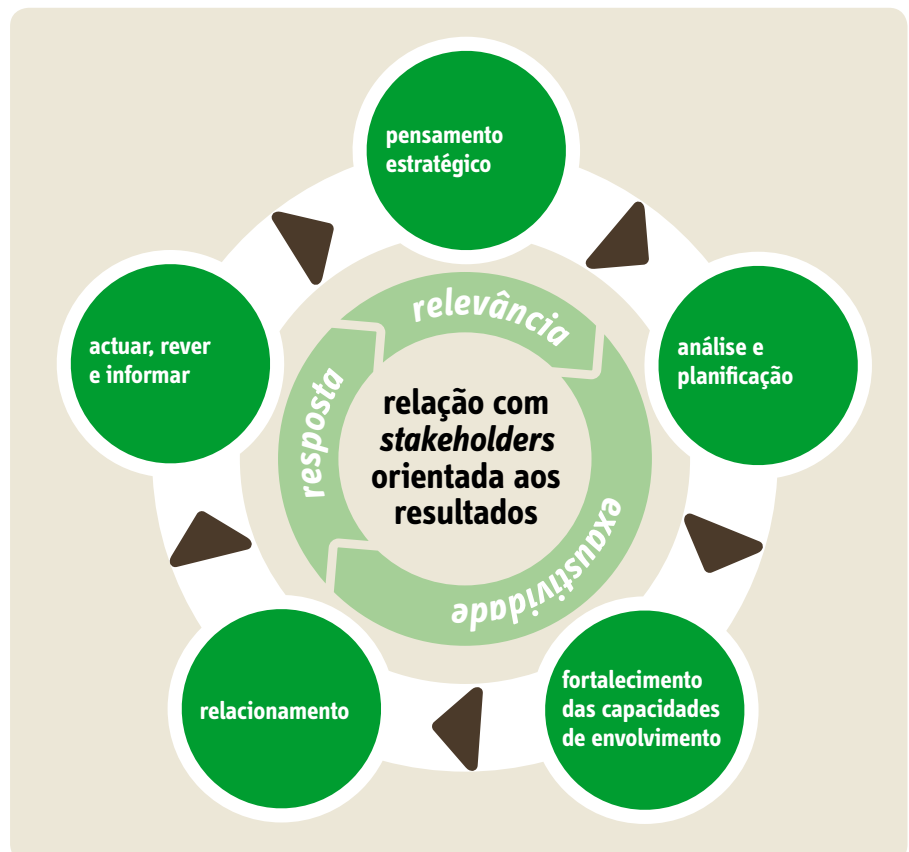 pensamento
estratégico
análise e
planificação
fortalecimento
das capacidades
de envolvimento
relacionamento
actuar, rever
e informar
relevância
exaustividade
resposta
relação com
stakeholders
orientada aos
resultados